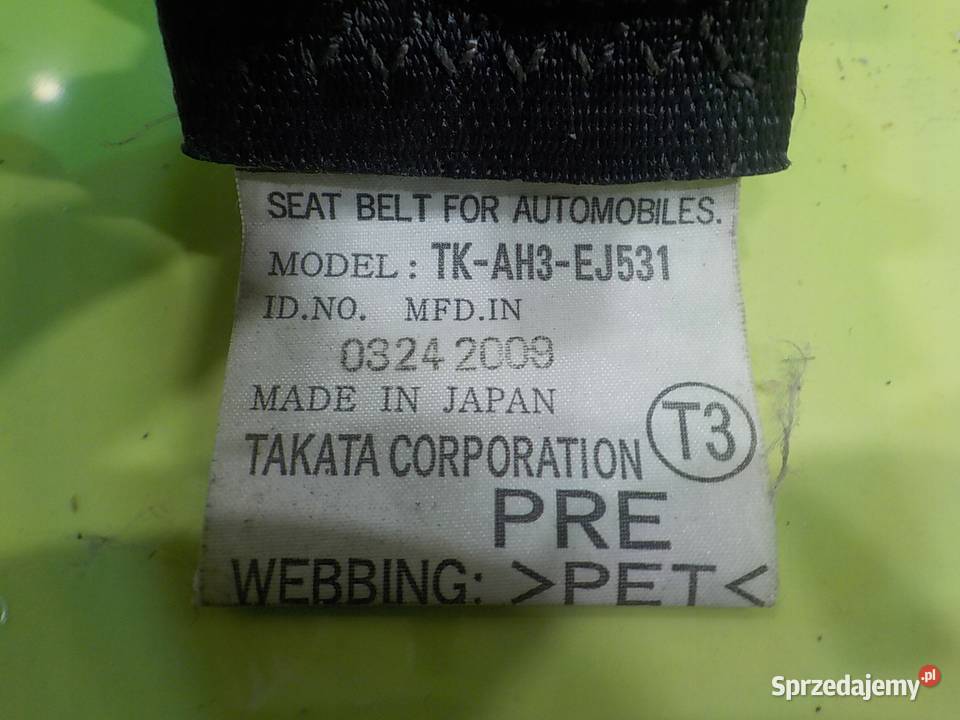 SEAT BELT FOR AUTOMOBILES.
MODEL: TK-AH3-EJ531
ID.NO. MFD.IN
0324 2009
MADE IN JAPAN
TAKATA CORPORATION T3
PRE
WEBBING: >PET<
Sprzedajemy.pl